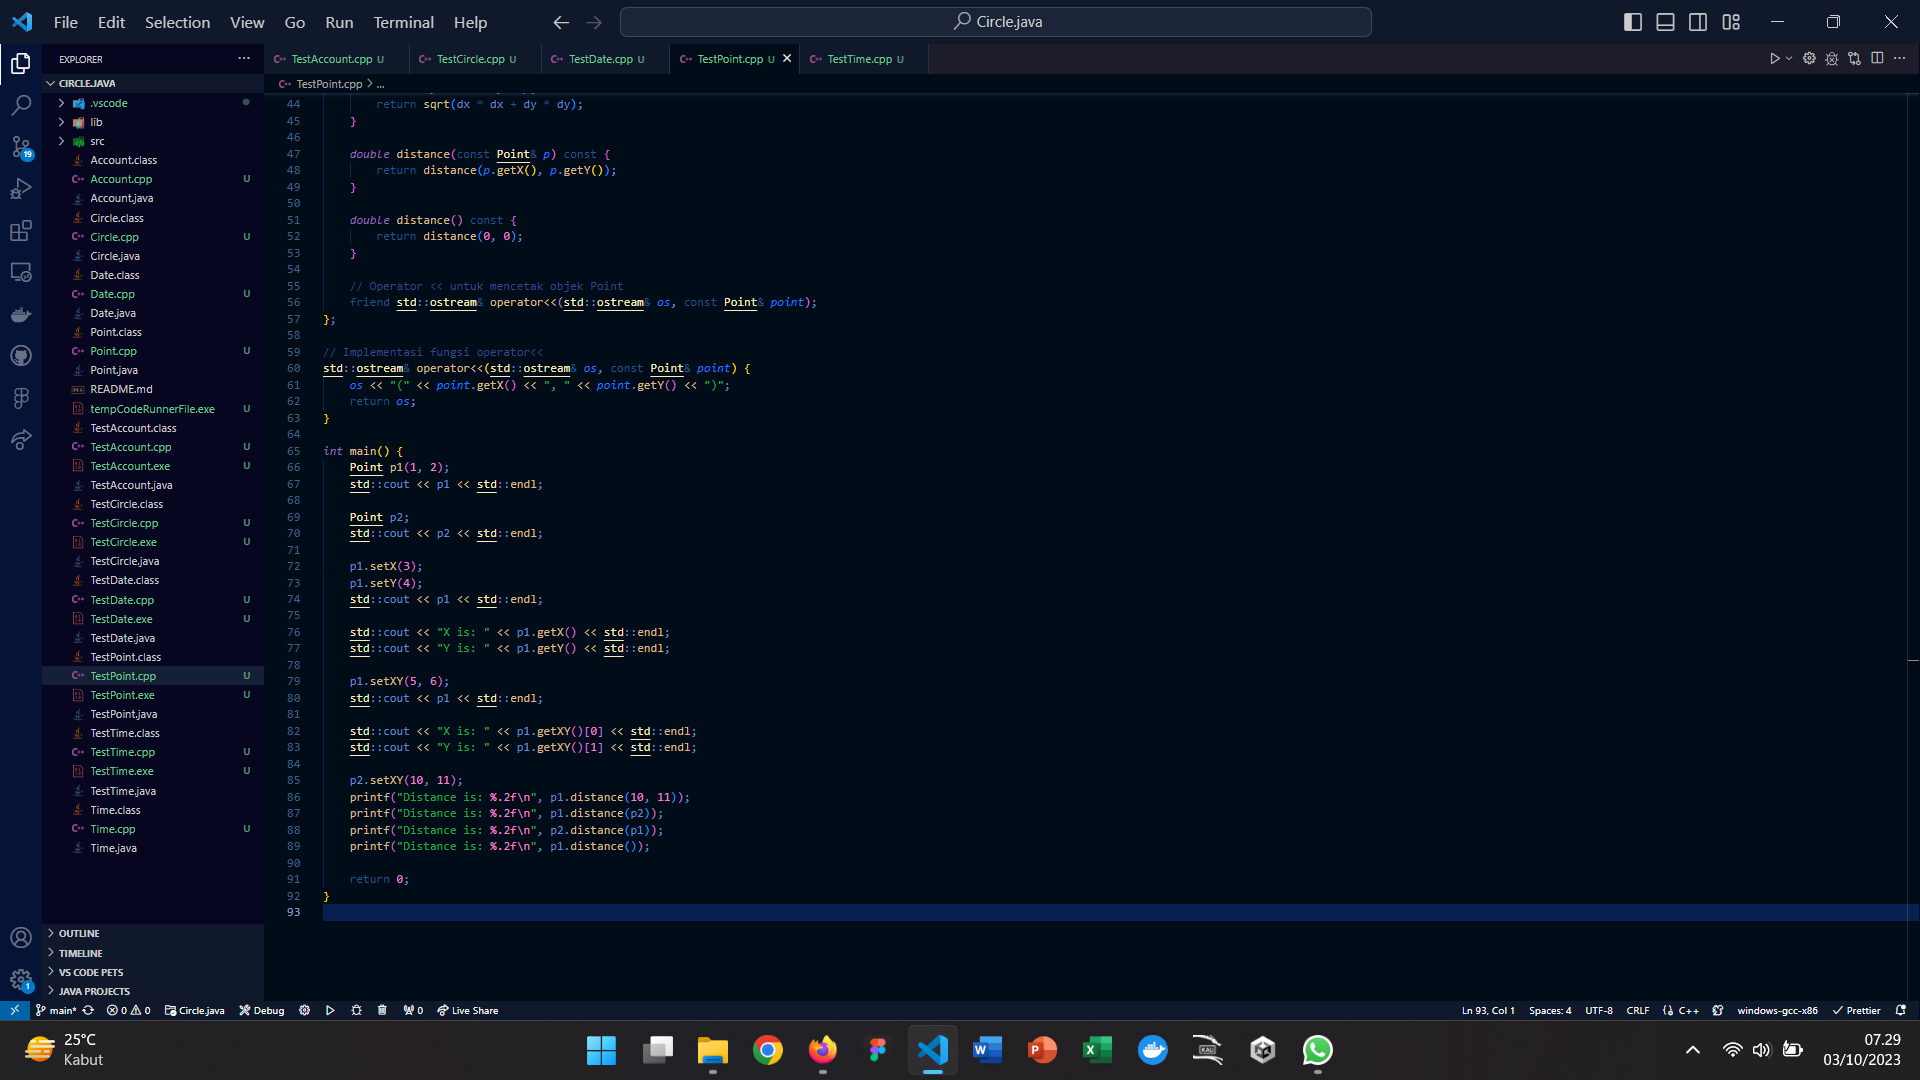 File Edit Selection View Go Run Terminal Help
Circle.java
EXPLORER
TestAccount.cpp U
TestCircle.cpp U
TestDate.cpp U
TestPoint.cpp U
TestTime.cpp U
CIRCLE.JAVA
TestPoint.cpp > ...
.vscode
lib
src
Account.class
Account.cpp U
Account.java
Circle.class
Circle.cpp U
Circle.java
Date.class
Date.cpp U
Date.java
Point.class
Point.cpp U
Point.java
README.md
tempCodeRunnerFile.exe U
TestAccount.class
TestAccount.cpp U
TestAccount.exe U
TestAccount.java
TestCircle.class
TestCircle.cpp U
TestCircle.exe U
TestCircle.java
TestDate.class
TestDate.cpp U
TestDate.exe U
TestDate.java
TestPoint.class
TestPoint.cpp U
TestPoint.exe U
TestPoint.java
TestTime.class
TestTime.cpp U
TestTime.exe U
TestTime.java
Time.class
Time.cpp U
Time.java
OUTLINE
TIMELINE
VS CODE PETS
JAVA PROJECTS
19
1
44 return sqrt(dx * dx + dy * dy);
45 }
46
47 double distance(const Point& p) const {
48 return distance(p.getX(), p.getY());
49 }
50
51 double distance() const {
52 return distance(0, 0);
53 }
54
55 // Operator << untuk mencetak objek Point
56 friend std::ostream& operator<<(std::ostream& os, const Point& point);
57 };
58
59 // Implementasi fungsi operator<<
60 std::ostream& operator<<(std::ostream& os, const Point& point) {
61 os << "(" << point.getX() << ", " << point.getY() << ")";
62 return os;
63 }
64
65 int main() {
66 Point p1(1, 2);
67 std::cout << p1 << std::endl;
68
69 Point p2;
70 std::cout << p2 << std::endl;
71
72 p1.setX(3);
73 p1.setY(4);
74 std::cout << p1 << std::endl;
75
76 std::cout << "X is: " << p1.getX() << std::endl;
77 std::cout << "Y is: " << p1.getY() << std::endl;
78
79 p1.setXY(5, 6);
80 std::cout << p1 << std::endl;
81
82 std::cout << "X is: " << p1.getXY()[0] << std::endl;
83 std::cout << "Y is: " << p1.getXY()[1] << std::endl;
84
85 p2.setXY(10, 11);
86 printf("Distance is: %.2f\n", p1.distance(10, 11));
87 printf("Distance is: %.2f\n", p1.distance(p2));
88 printf("Distance is: %.2f\n", p2.distance(p1));
89 printf("Distance is: %.2f\n", p1.distance());
90
91 return 0;
92 }
93
main* 0 0 Circle.java Debug 0 Live Share
Ln 93, Col 1 Spaces: 4 UTF-8 CRLF {} C++ windows-gcc-x86 Prettier
25°C
Kabut
07.29
03/10/2023